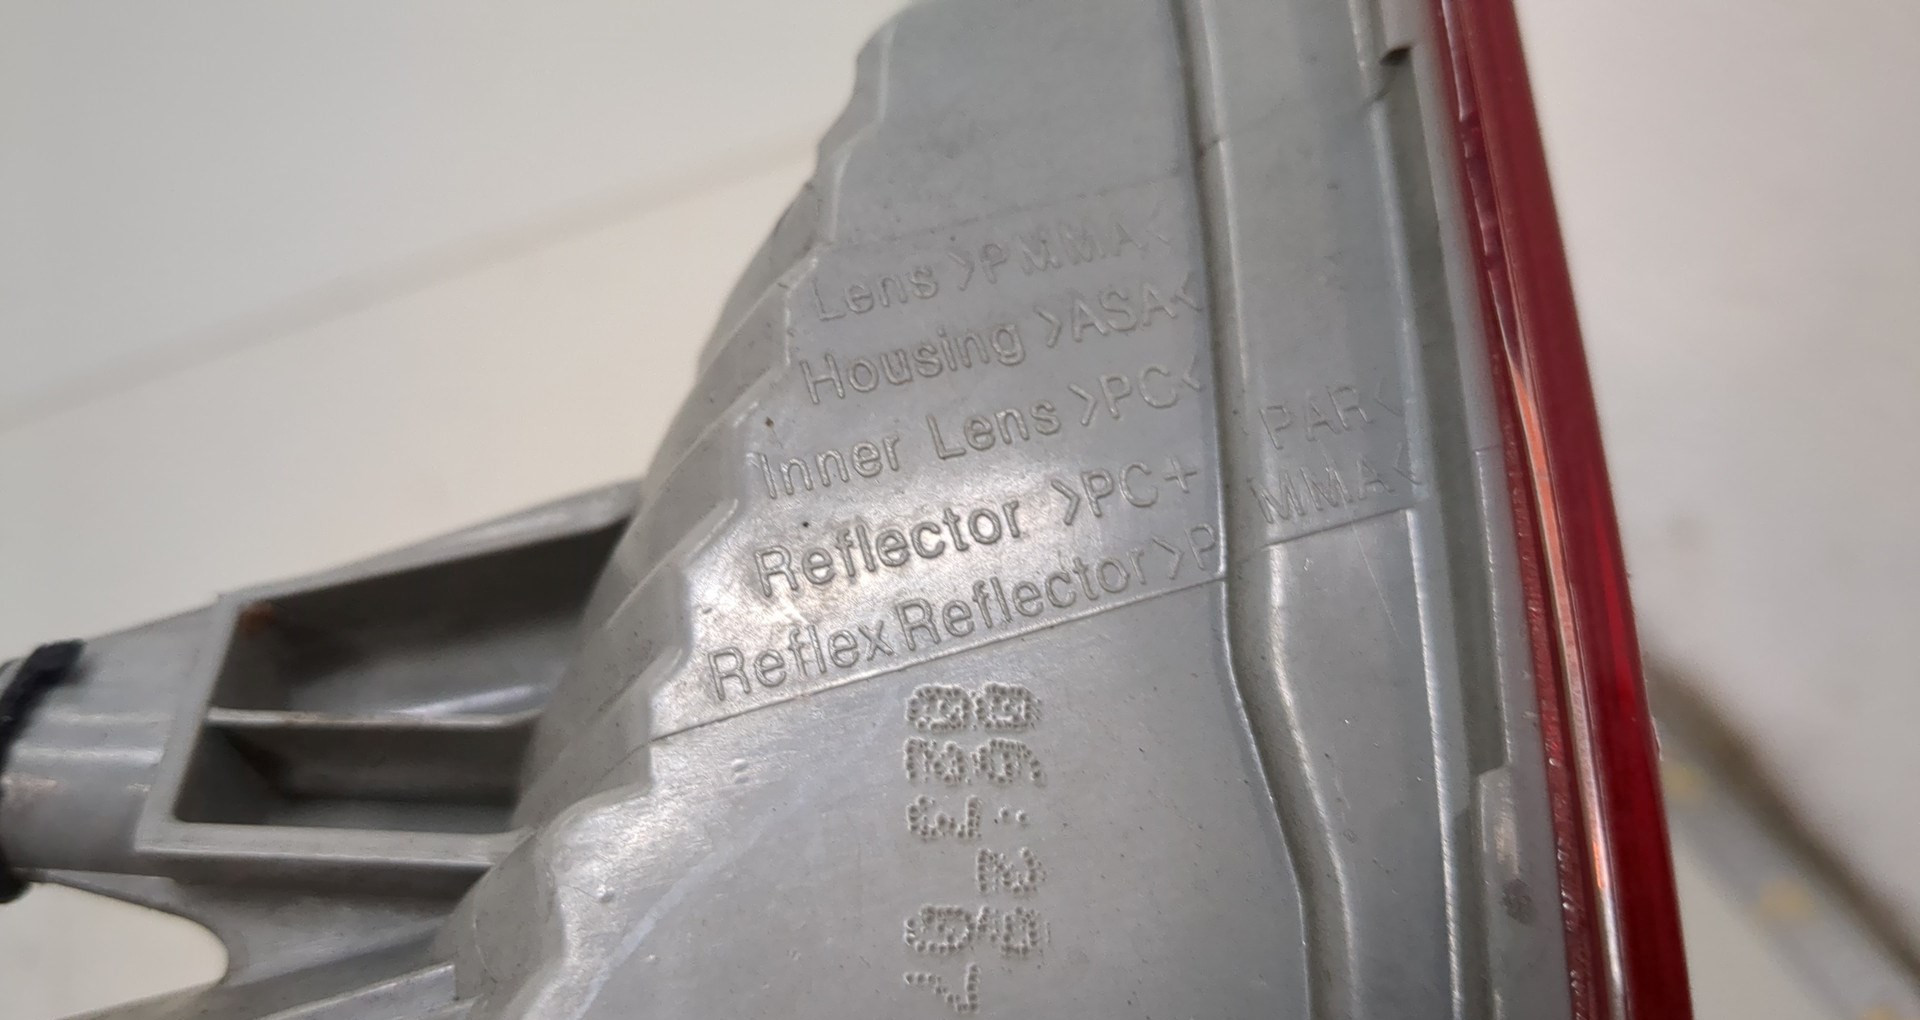 Lens >PMMA<
Housing >ASA<
Inner Lens >PC<
Reflector >PC+ PAR<
Reflex Reflector >P MMA<